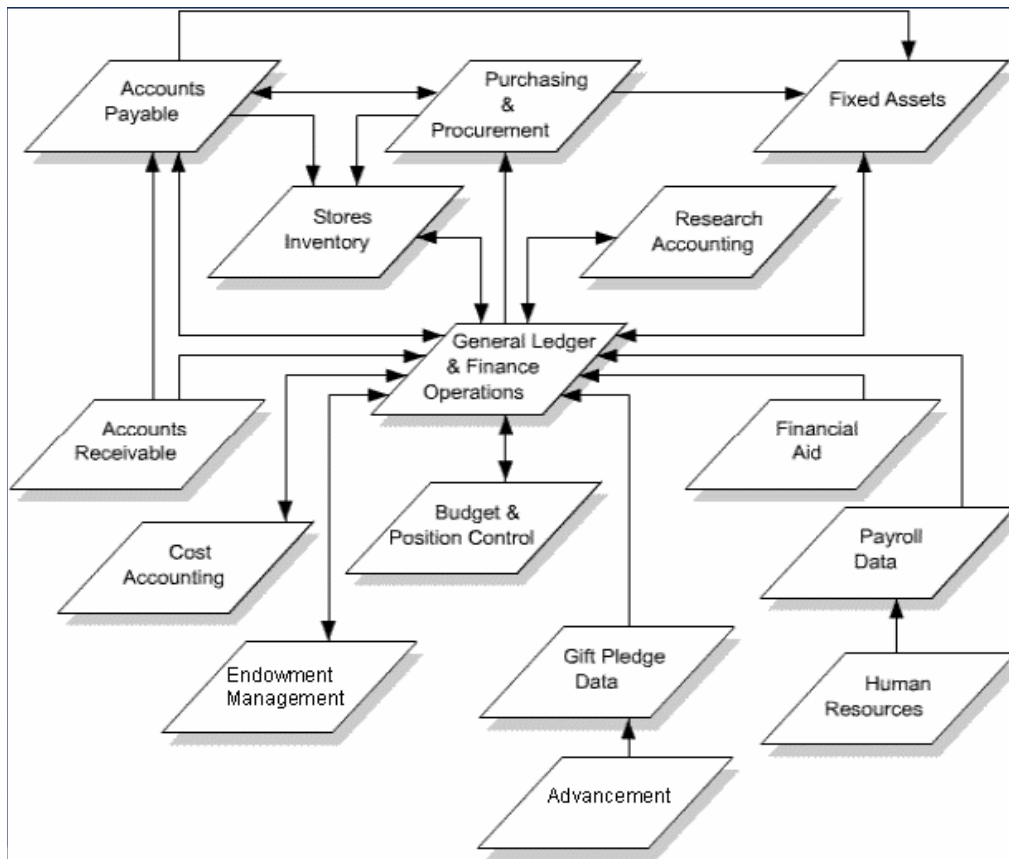 Accounts
Payable
Purchasing
&
Procurement
Fixed Assets
Stores
Inventory
Research
Accounting
General Ledger
& Finance
Operations
Accounts
Receivable
Financial
Aid
Budget &
Position Control
Cost
Accounting
Payroll
Data
Endowment
Management
Gift Pledge
Data
Human
Resources
Advancement